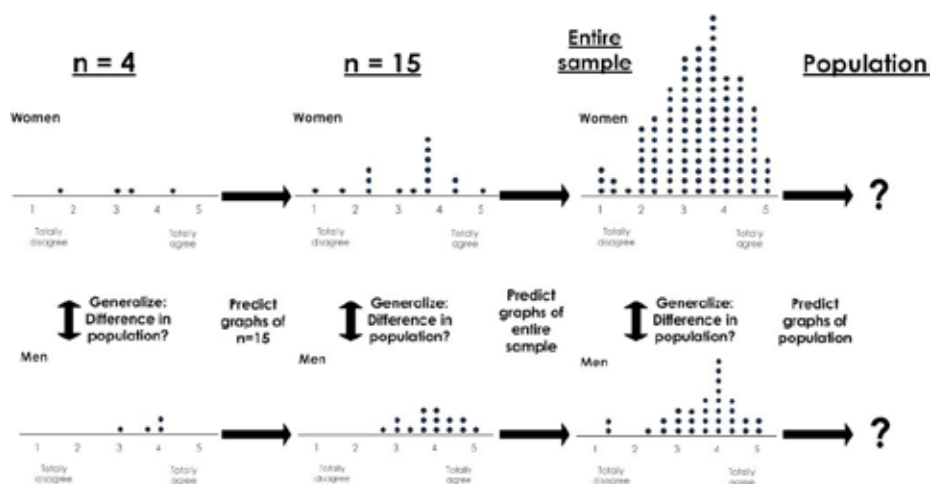 n = 4
n = 15
Entire
sample
Population
Women
Women
Women
1 2 3 4 5
1 2 3 4 5
1 2 3 4 5
?
Totally
disagree
Totally
agree
Totally
disagree
Totally
agree
Totally
disagree
Totally
agree
Generalize:
Difference in
population?
Predict
graphs of
n=15
Generalize:
Difference in
population?
Predict
graphs of
entire
sample
Generalize:
Difference in
population?
Predict
graphs of
population
Men
Men
Men
1 2 3 4 5
1 2 3 4 5
1 2 3 4 5
?
Totally
disagree
Totally
agree
Totally
disagree
Totally
agree
Totally
disagree
Totally
agree